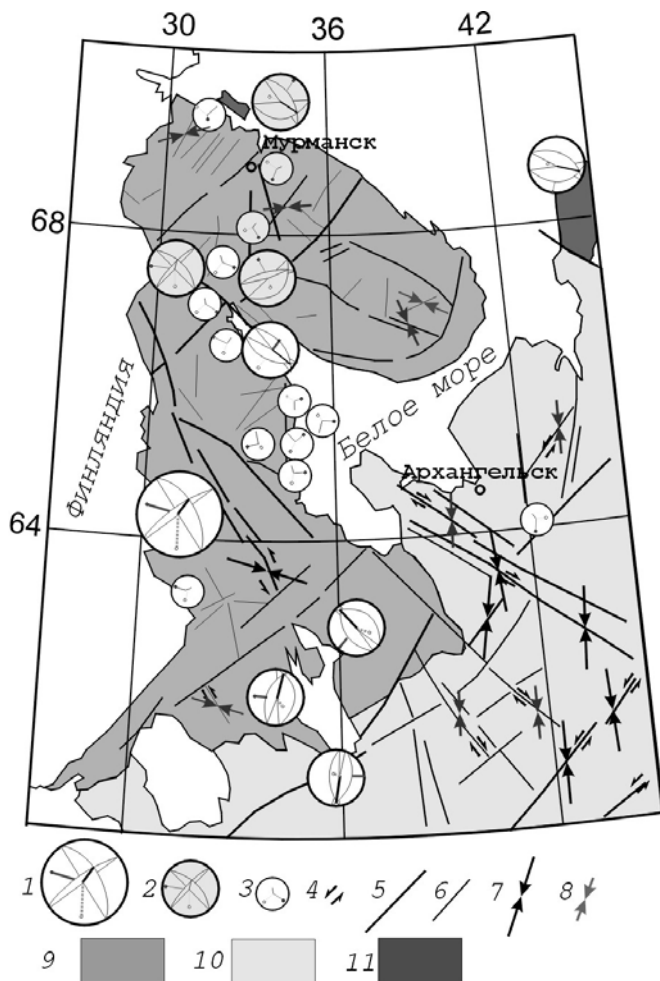 30 36 42
Мурманск
68
Финляндия
Белое море
Архангельск
64
1 2 3 4 5 6 7 8
9 10 11